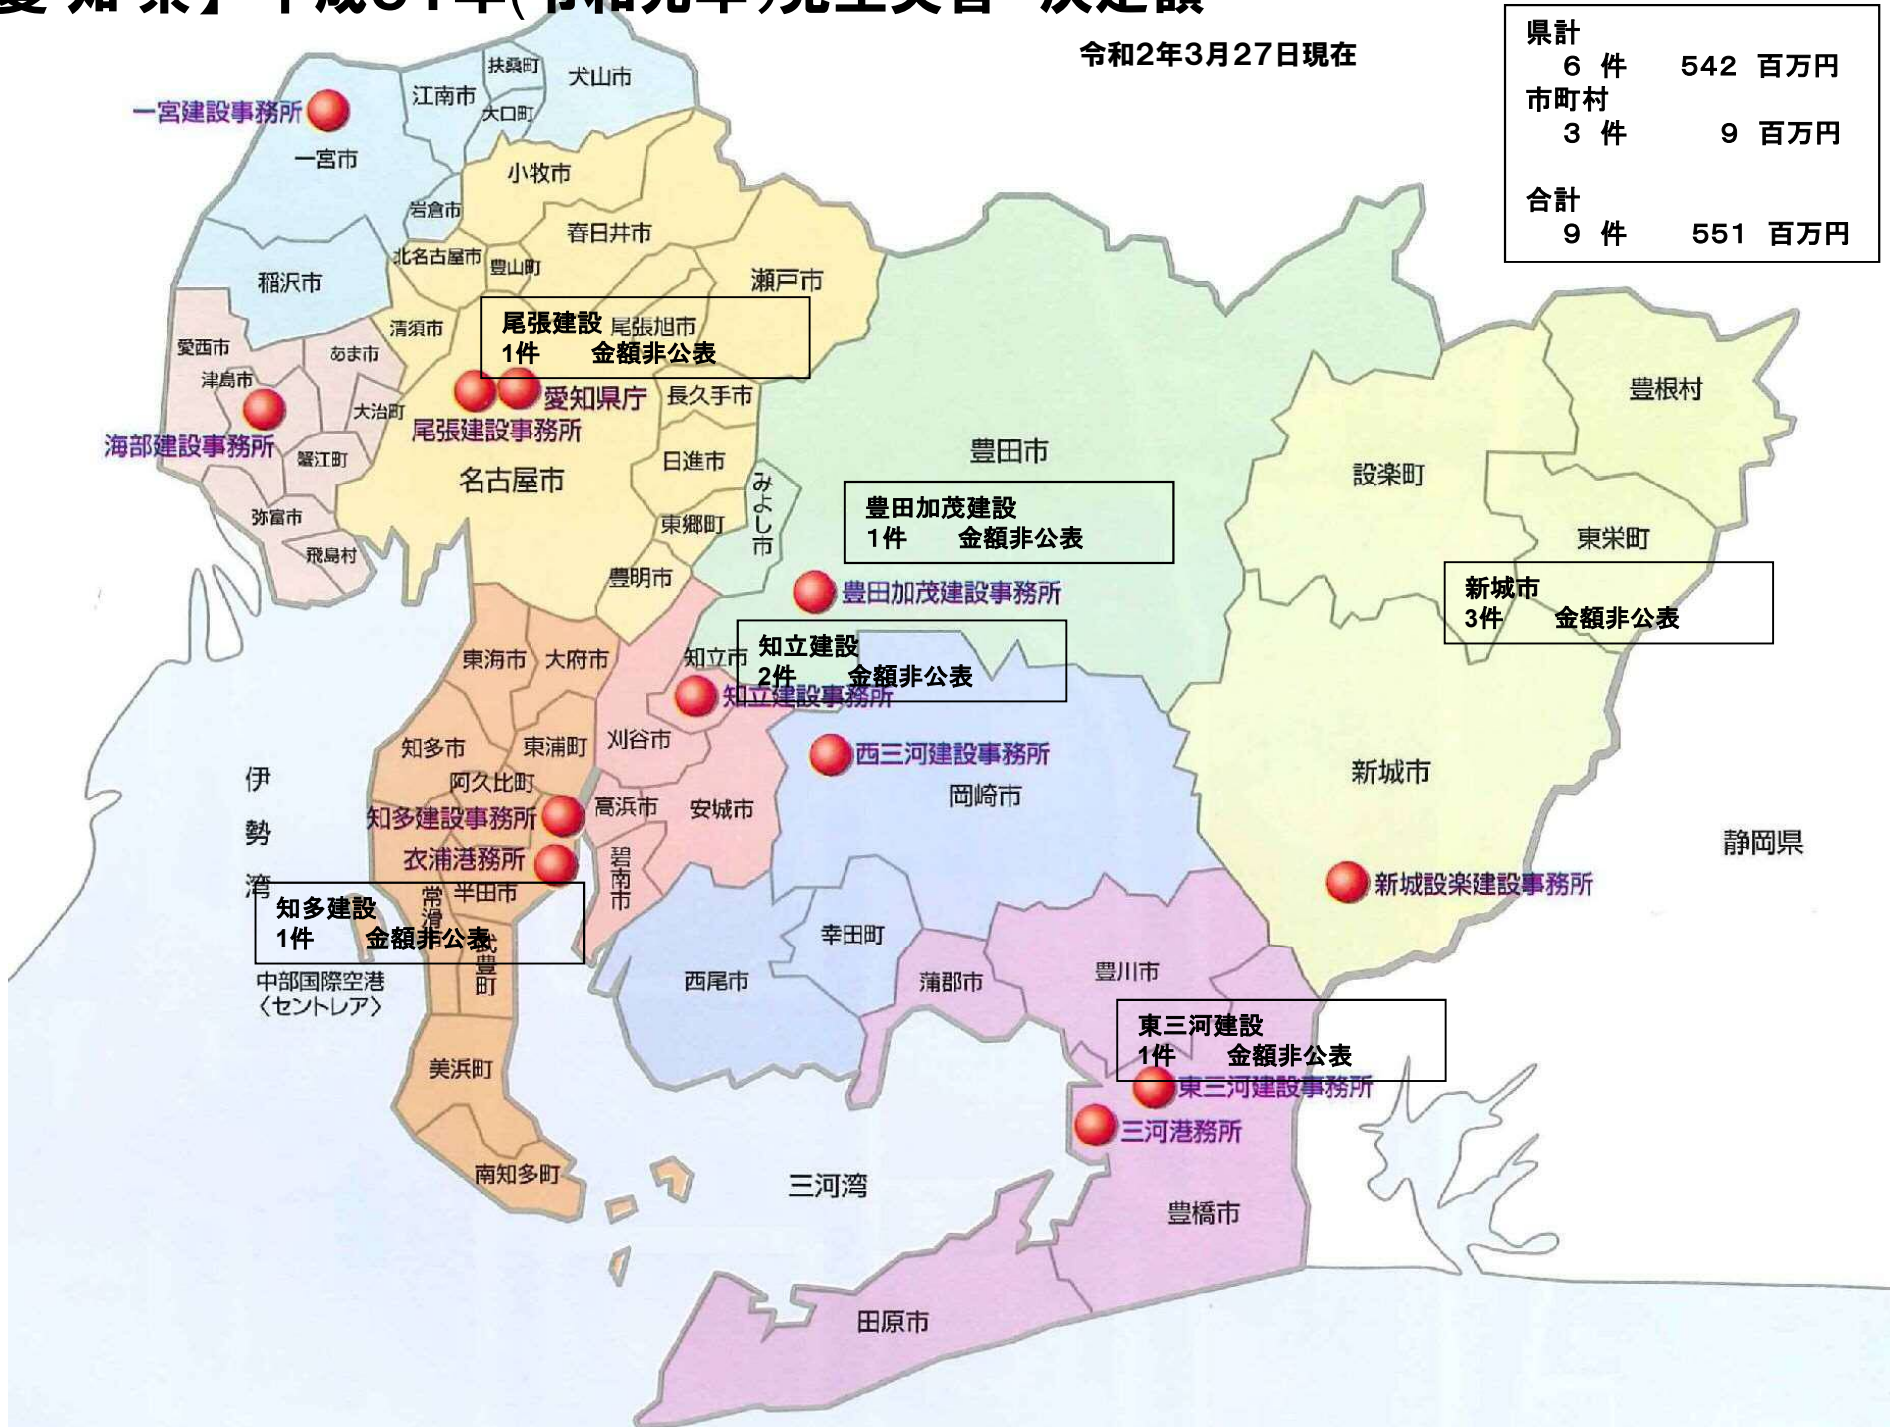 愛 知 県】 平成31年(令和元年)発生災害 決定額
令和2年3月27日現在
県計
6 件 542 百万円
市町村
3 件 9 百万円
合計
9 件 551 百万円
扶桑町
犬山市
江南市
大口町
一宮建設事務所
一宮市
小牧市
岩倉市
春日井市
北名古屋市
豊山町
稲沢市
瀬戸市
清須市
尾張建設
1件 金額非公表
尾張旭市
愛西市
あま市
津島市
大治町
愛知県庁
長久手市
尾張建設事務所
海部建設事務所
蟹江町
名古屋市
日進市
みよし市
豊田市
豊根村
設楽町
弥富市
東郷町
飛島村
豊明市
豊田加茂建設
1件 金額非公表
豊田加茂建設事務所
東栄町
新城市
3件 金額非公表
東海市
大府市
知立市
知立建設
2件 金額非公表
知立建設事務所
知多市
東浦町
刈谷市
西三河建設事務所
岡崎市
新城市
伊勢湾
阿久比町
高浜市
安城市
知多建設事務所
衣浦港務所
碧南市
静岡県
新城設楽建設事務所
半田市
常滑
知多建設
1件 金額非公表
武豊町
中部国際空港
〈セントレア〉
西尾市
幸田町
蒲郡市
豊川市
東三河建設
1件 金額非公表
東三河建設事務所
三河港務所
美浜町
南知多町
三河湾
豊橋市
田原市